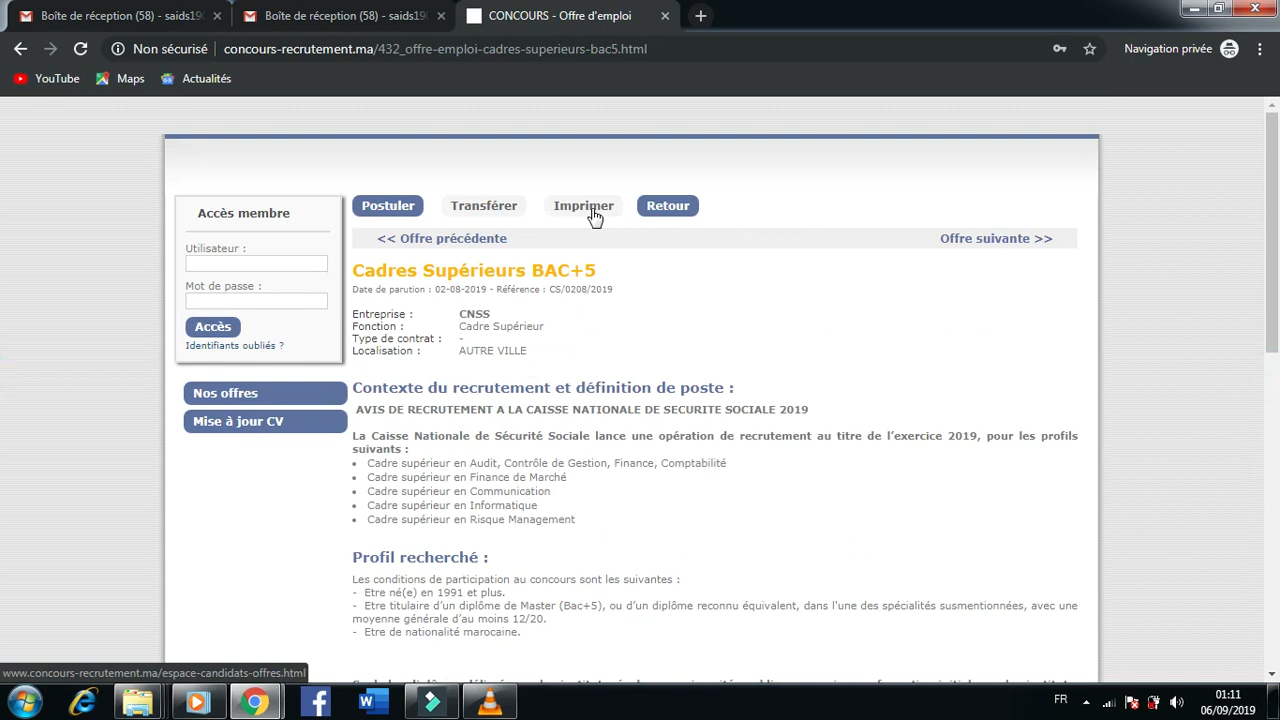 Boîte de réception (58) - saids190
Boîte de réception (58) - saids190
CONCOURS - Offre d'emploi
Non sécurisé
concours-recrutement.ma/432_offre-emploi-cadres-superieurs-bac5.html
Navigation privée
YouTube
Maps
Actualités
Postuler
Transférer
Imprimer
Retour
<< Offre précédente
Offre suivante >>
Accès membre
Utilisateur :
Mot de passe :
Accès
Identifiants oubliés ?
Nos offres
Mise à jour CV
Cadres Supérieurs BAC+5
Date de parution : 02-08-2019 - Référence : CS/0208/2019
Entreprise : CNSS
Fonction : Cadre Supérieur
Type de contrat : -
Localisation : AUTRE VILLE
Contexte du recrutement et définition de poste :
AVIS DE RECRUTEMENT A LA CAISSE NATIONALE DE SECURITE SOCIALE 2019
La Caisse Nationale de Sécurité Sociale lance une opération de recrutement au titre de l'exercice 2019, pour les profils
suivants :
• Cadre supérieur en Audit, Contrôle de Gestion, Finance, Comptabilité
• Cadre supérieur en Finance de Marché
• Cadre supérieur en Communication
• Cadre supérieur en Informatique
• Cadre supérieur en Risque Management
Profil recherché :
Les conditions de participation au concours sont les suivantes :
- Etre né(e) en 1991 et plus.
- Etre titulaire d'un diplôme de Master (Bac+5), ou d'un diplôme reconnu équivalent, dans l'une des spécialités susmentionnées, avec une
moyenne générale d'au moins 12/20.
- Etre de nationalité marocaine.
www.concours-recrutement.ma/espace-candidats-offres.html
FR
01:11
06/09/2019